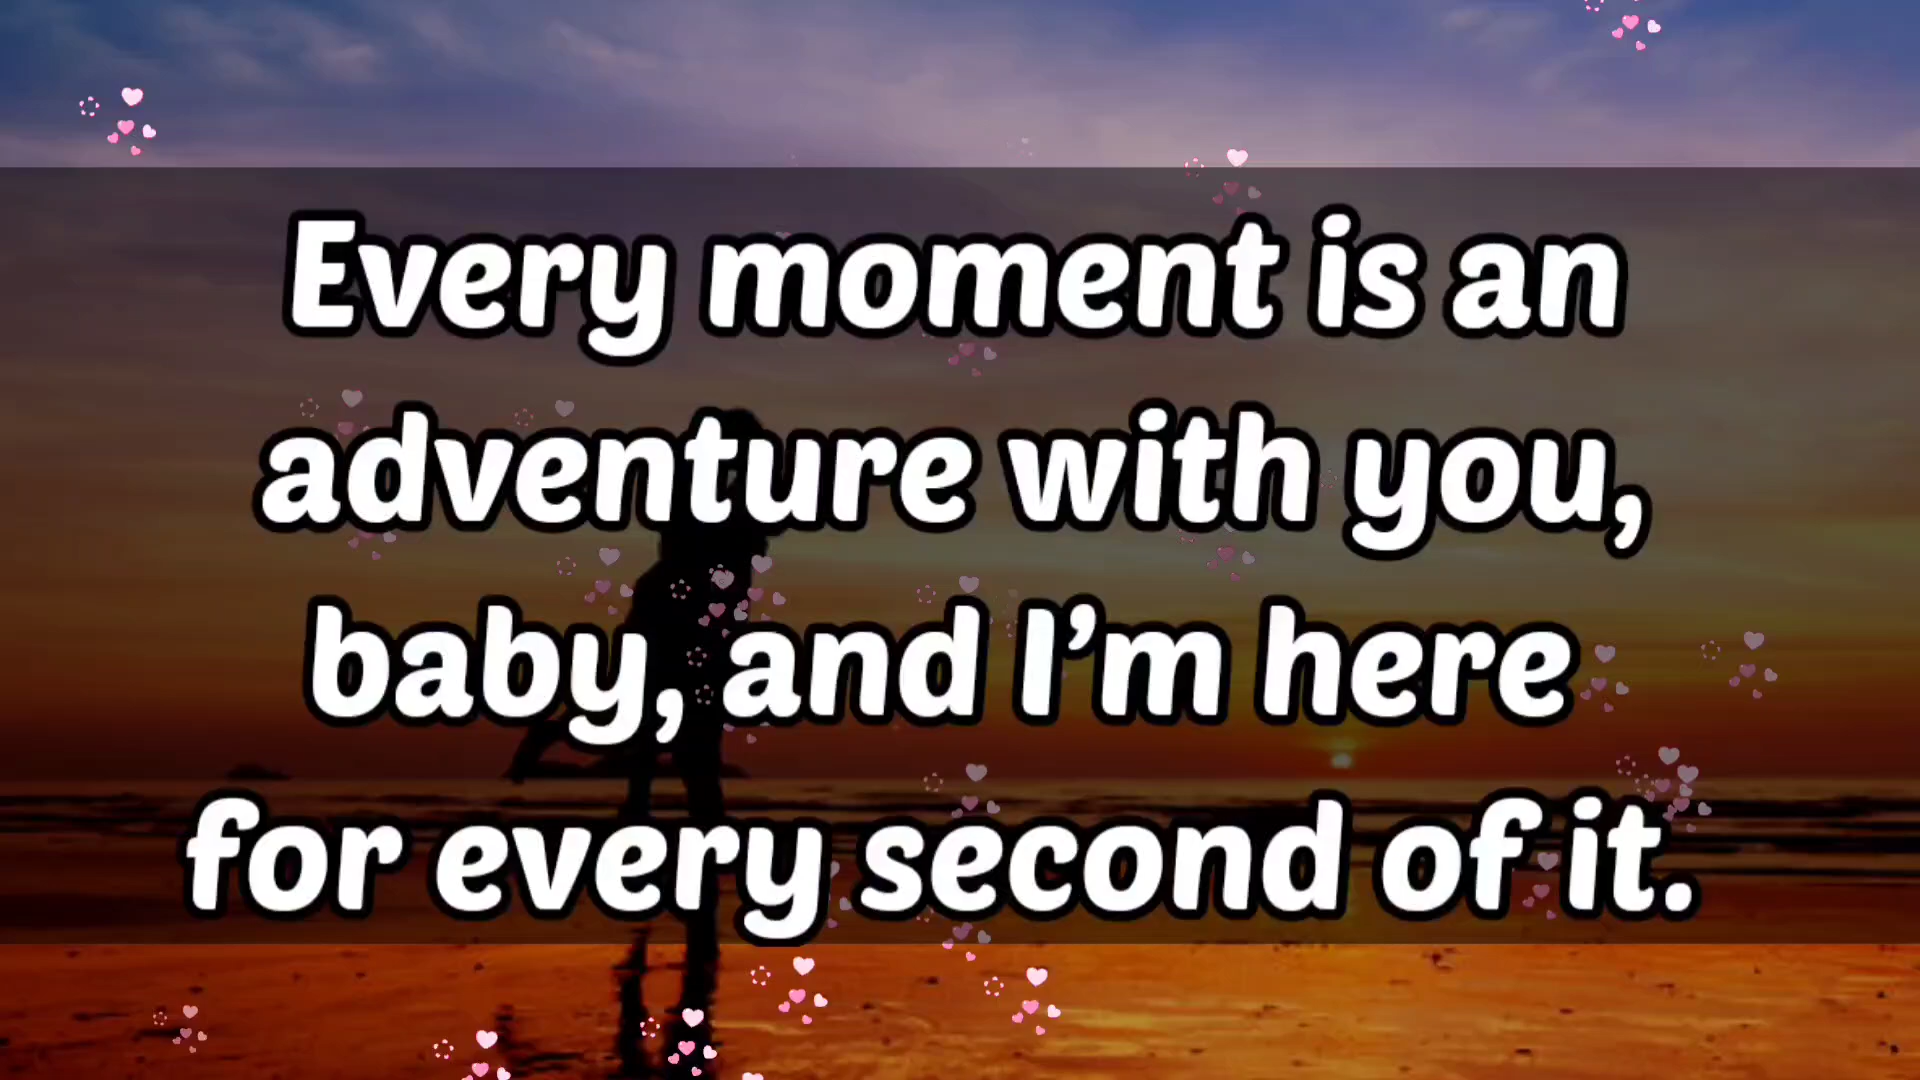 Every moment is an
adventure with you,
baby, and I’m here
for every second of it.